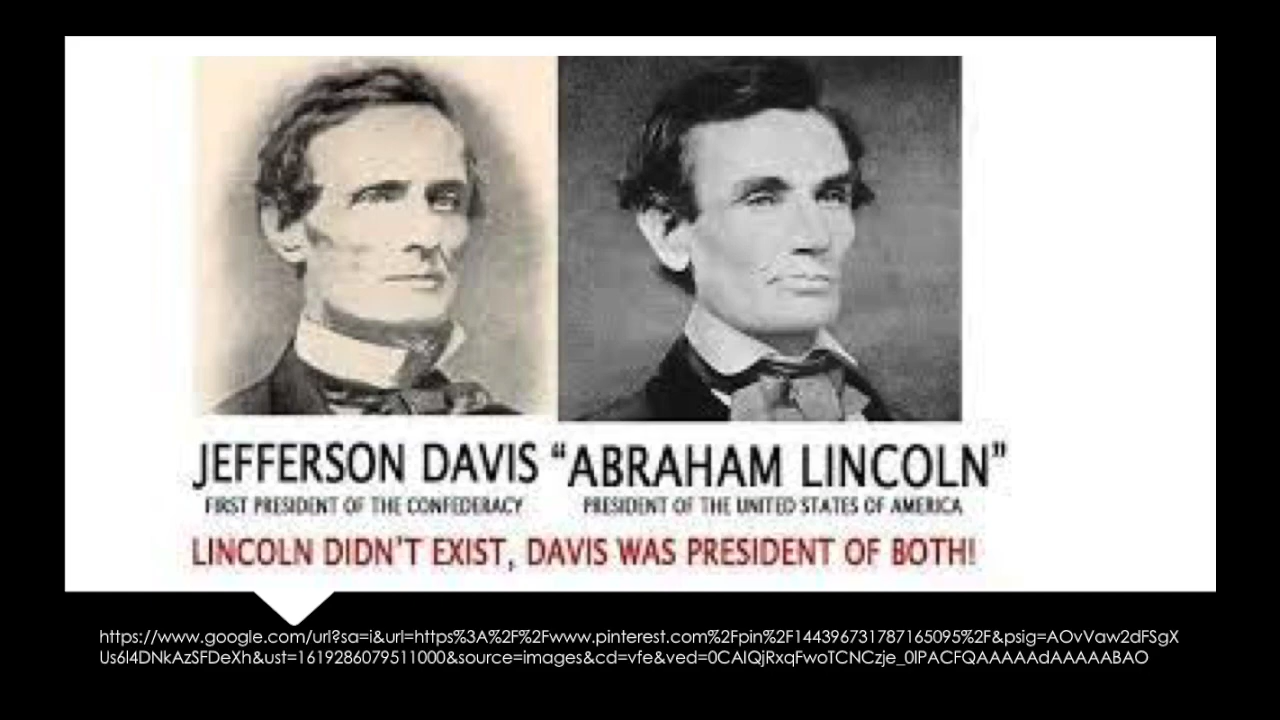 JEFFERSON DAVIS "ABRAHAM LINCOLN"
FIRST PRESIDENT OF THE CONFEDERACY PRESIDENT OF THE UNITED STATES OF AMERICA
LINCOLN DIDN'T EXIST, DAVIS WAS PRESIDENT OF BOTH!
https://www.google.com/url?sa=i&url=https%3A%2F%2Fwww.pinterest.com%2Fpin%2F144396731787165095%2F&psig=AOvVaw2dFSgX
Us6l4DNkAzSFDeXh&ust=1619286079511000&source=images&cd=vfe&ved=0CAIQjRxqFwoTCNCzje_0lPACFQAAAAAdAAAAABAO